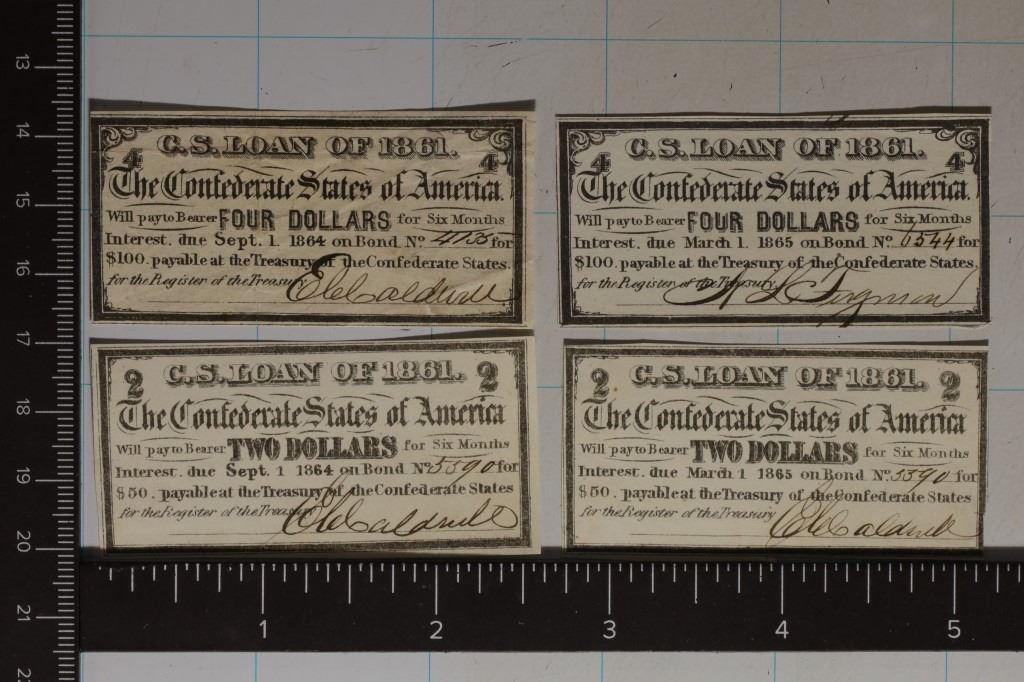 C.S. LOAN OF 1861.
4 4
The Confederate States of America.
Will pay to Bearer FOUR DOLLARS for Six Months
Interest, due Sept. 1. 1864 on Bond No. 4735 for
$100. payable at the Treasury of the Confederate States.
for the Register of the Treasury
E C Caldwell
C.S. LOAN OF 1861.
4 4
The Confederate States of America.
Will pay to Bearer FOUR DOLLARS for Six Months
Interest. due March 1. 1865 on Bond No. 6544 for
$100. payable at the Treasury of the Confederate States.
for the Register of the Treasury,
Ferguson
2 C.S. LOAN OF 1861. 2
The Confederate States of America
Will pay to Bearer TWO DOLLARS for Six Months
Interest. due Sept. 1 1864 on Bond No. 5390 for
$50. payable at the Treasury of the Confederate States
for the Register of the Treasury
Caldwell
2 C.S. LOAN OF 1861. 2
The Confederate States of America
Will pay to Bearer TWO DOLLARS for Six Months
Interest. due March 1 1865 on Bond No. 5390 for
$50. payable at the Treasury of the Confederate States
for the Register of the Treasury
Caldwell
13
14
15
16
17
18
19
20
21
1 2 3 4 5